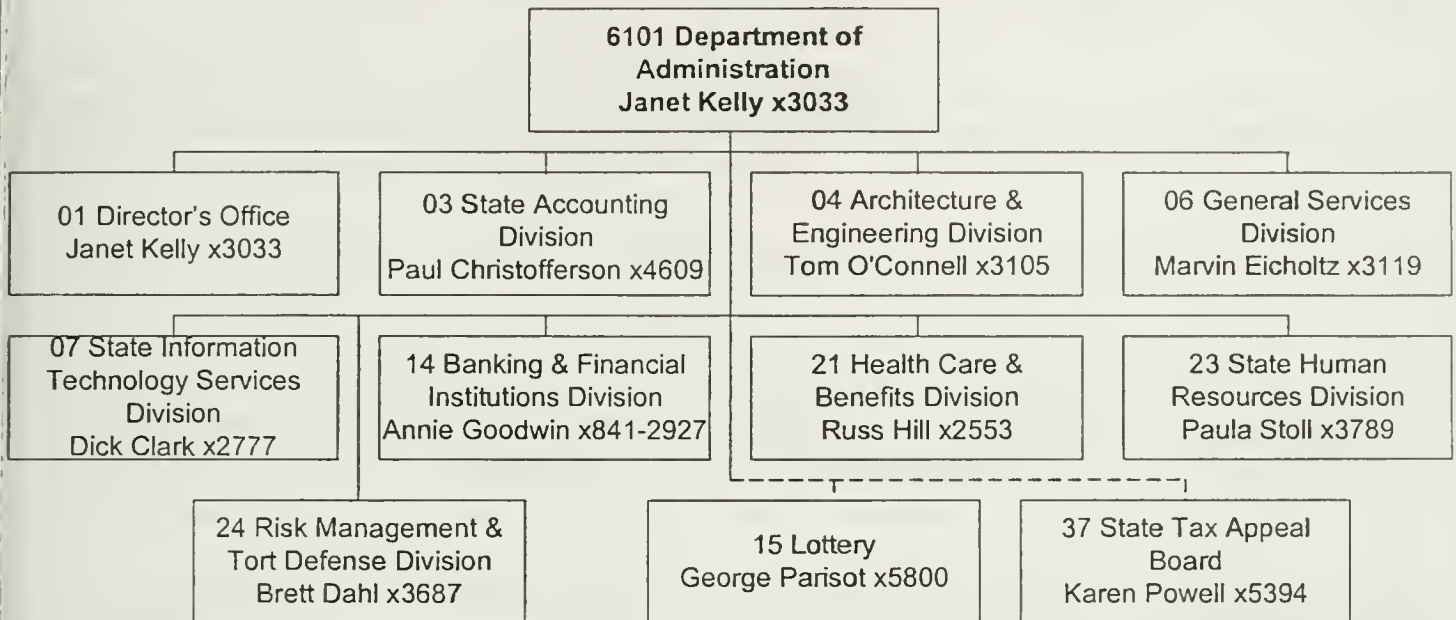 6101 Department of
Administration
Janet Kelly x3033
01 Director's Office
Janet Kelly x3033
03 State Accounting
Division
Paul Christofferson x4609
04 Architecture &
Engineering Division
Tom O'Connell x3105
06 General Services
Division
Marvin Eicholtz x3119
07 State Information
Technology Services
Division
Dick Clark x2777
14 Banking & Financial
Institutions Division
Annie Goodwin x841-2927
21 Health Care &
Benefits Division
Russ Hill x2553
23 State Human
Resources Division
Paula Stoll x3789
24 Risk Management &
Tort Defense Division
Brett Dahl x3687
15 Lottery
George Parisot x5800
37 State Tax Appeal
Board
Karen Powell x5394